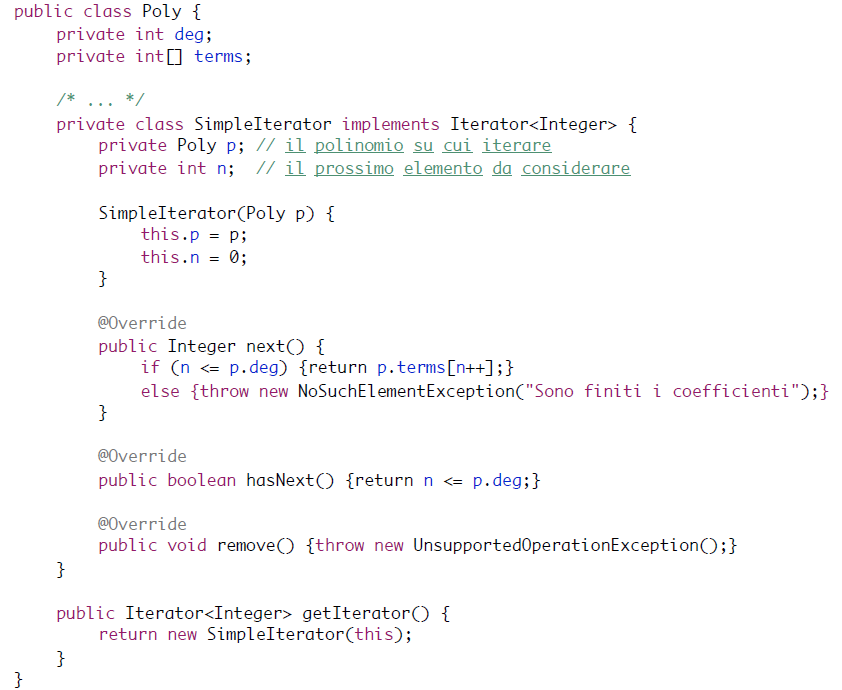 public class Poly {
    private int deg;
    private int[] terms;

    /* ... */
    private class SimpleIterator implements Iterator<Integer> {
        private Poly p; // il polinomio su cui iterare
        private int n;  // il prossimo elemento da considerare

        SimpleIterator(Poly p) {
            this.p = p;
            this.n = 0;
        }

        @Override
        public Integer next() {
            if (n <= p.deg) {return p.terms[n++];}
            else {throw new NoSuchElementException("Sono finiti i coefficienti");}
        }

        @Override
        public boolean hasNext() {return n <= p.deg;}

        @Override
        public void remove() {throw new UnsupportedOperationException();}
    }

    public Iterator<Integer> getIterator() {
        return new SimpleIterator(this);
    }
}